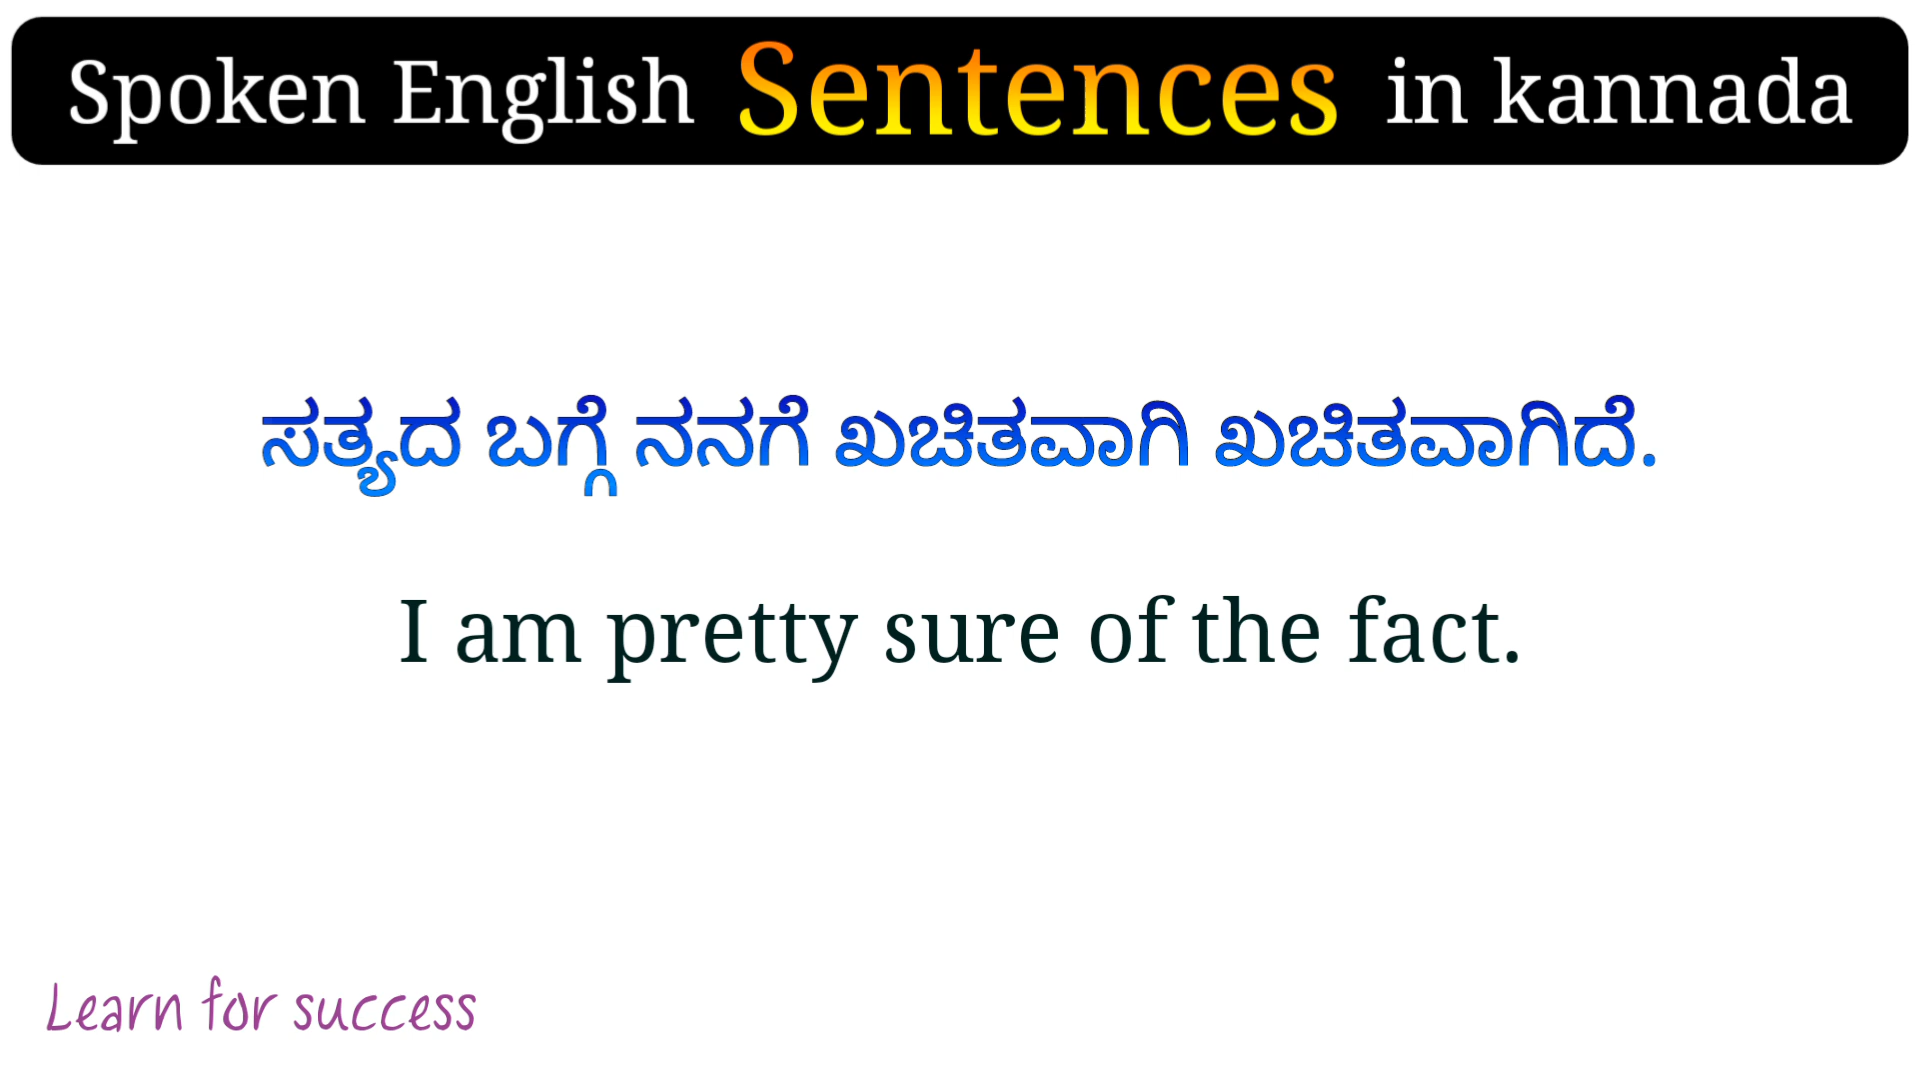 Spoken English Sentences in kannada
ಸತ್ಯದ ಬಗ್ಗೆ ನನಗೆ ಖಚಿತವಾಗಿ ಖಚಿತವಾಗಿದೆ.
I am pretty sure of the fact.
Learn for success